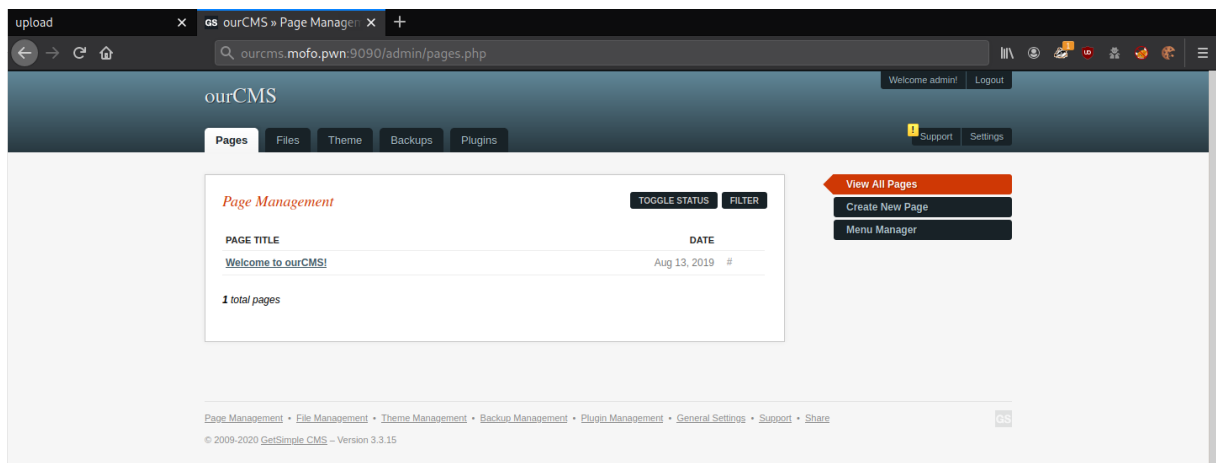 upload
GS ourCMS » Page Managem
ourcms.mofo.pwn:9090/admin/pages.php
Welcome admin! Logout
ourCMS
Pages Files Theme Backups Plugins
! Support Settings
Page Management
TOGGLE STATUS FILTER
View All Pages
Create New Page
Menu Manager
PAGE TITLE DATE
Welcome to ourCMS! Aug 13, 2019 #
1 total pages
Page Management • File Management • Theme Management • Backup Management • Plugin Management • General Settings • Support • Share
GS
© 2009-2020 GetSimple CMS – Version 3.3.15